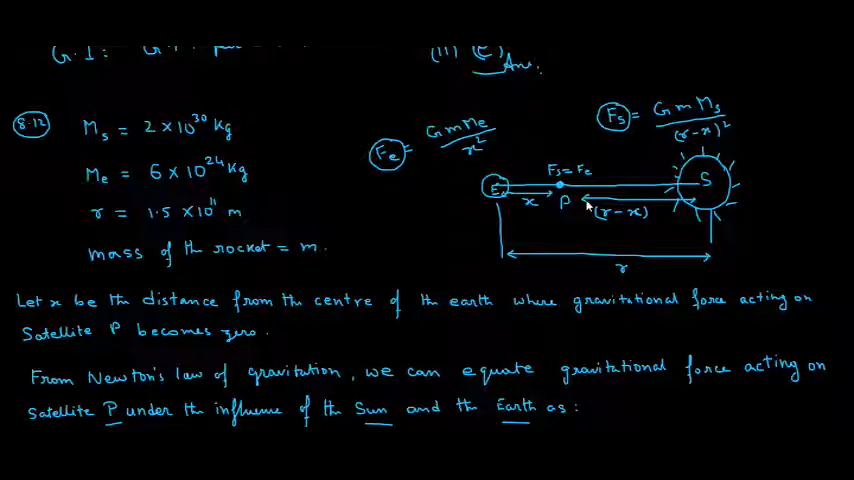 (iii) (c) Ans.
8.12
Ms = 2 × 10^30 Kg
Me = 6 × 10^24 Kg
r = 1.5 × 10^11 m
mass of the rocket = m.
Fe = GmMe/x^2
Fs = GmMs/(r-x)^2
Fs = Fe
E
S
x
P
(r-x)
r
Let x be the distance from the centre of the earth where gravitational force acting on
Satellite P becomes zero.
From Newton's law of gravitation, we can equate gravitational force acting on
Satellite P under the influence of the Sun and the Earth as: